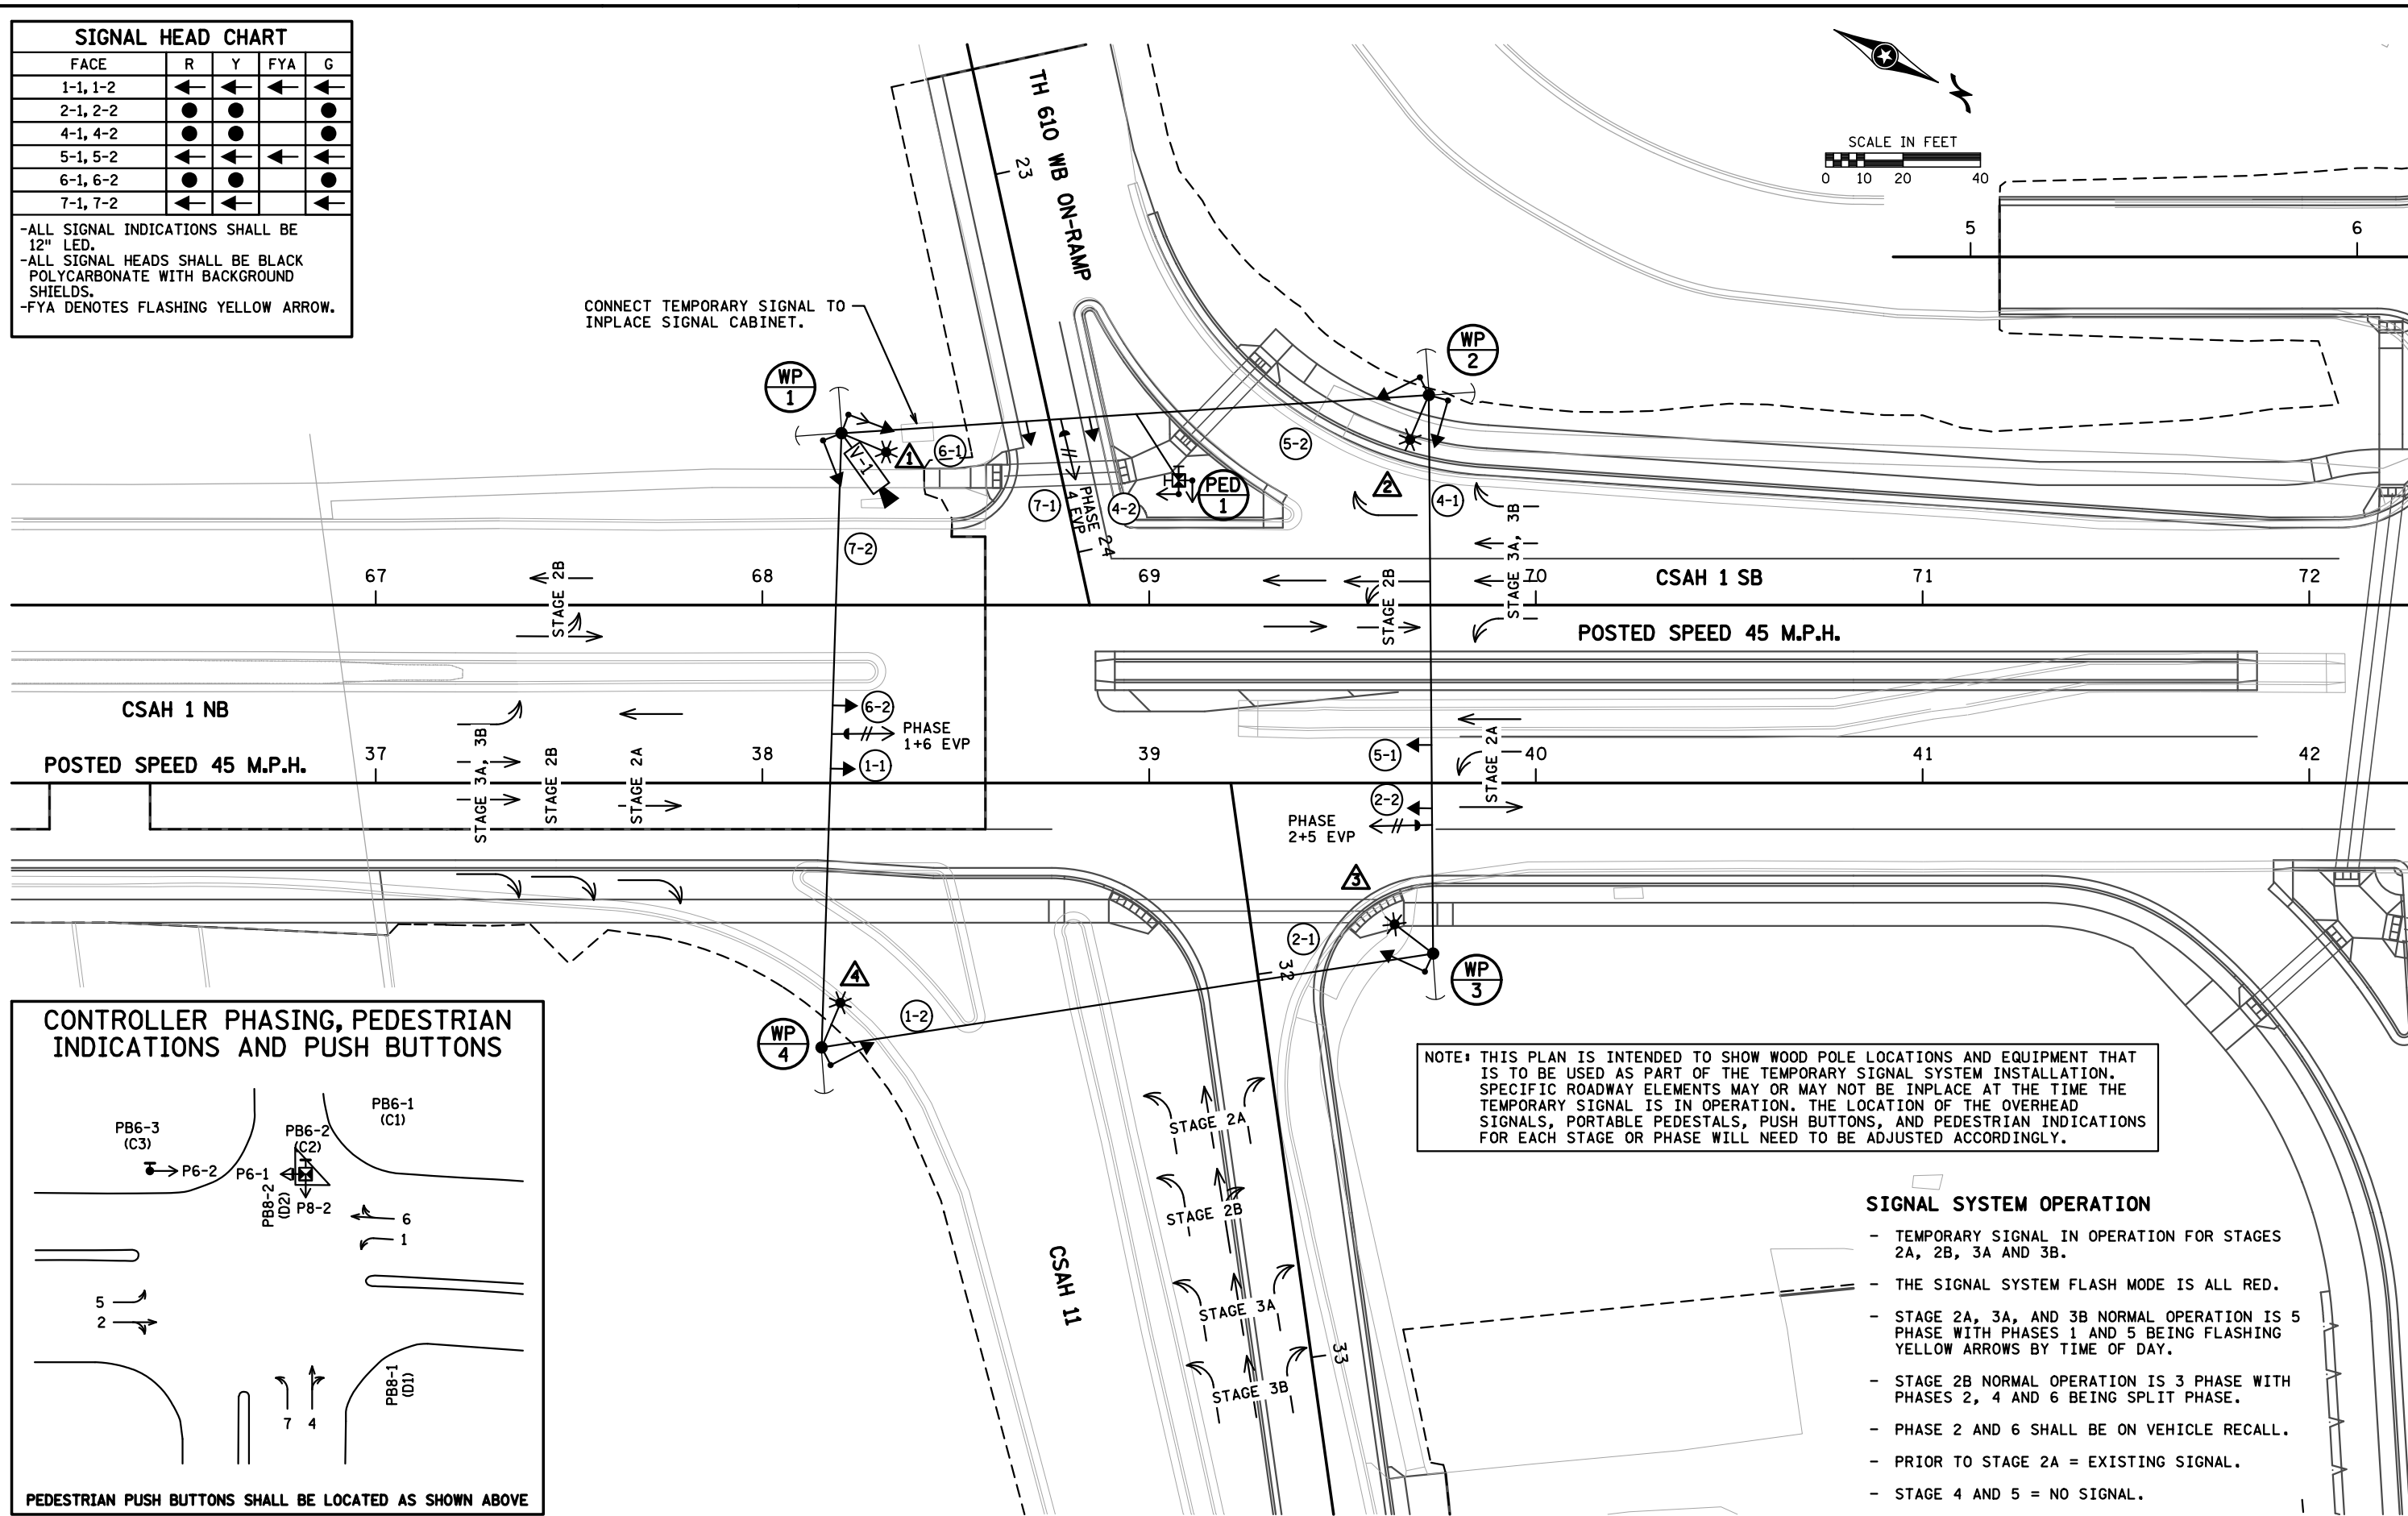 SIGNAL HEAD CHART
FACE R Y FYA G
1-1, 1-2
2-1, 2-2
4-1, 4-2
5-1, 5-2
6-1, 6-2
7-1, 7-2
-ALL SIGNAL INDICATIONS SHALL BE
12" LED.
-ALL SIGNAL HEADS SHALL BE BLACK
POLYCARBONATE WITH BACKGROUND
SHIELDS.
-FYA DENOTES FLASHING YELLOW ARROW.
TH 610 WB ON-RAMP
23
SCALE IN FEET
0 10 20 40
5
6
CONNECT TEMPORARY SIGNAL TO
INPLACE SIGNAL CABINET.
WP
1
WP
2
V-1
1
6-1
5-2
PED
1
2
4-1
7-1
PHASE
4 EVP
4-2
24
7-2
STAGE 3A, 3B
67
STAGE 2B
68
69
STAGE 2B
70
CSAH 1 SB
71
72
POSTED SPEED 45 M.P.H.
CSAH 1 NB
6-2
PHASE
1+6 EVP
1-1
POSTED SPEED 45 M.P.H.
37
STAGE 3A, 3B
STAGE 2B
STAGE 2A
38
39
5-1
STAGE 2A
40
41
42
2-2
PHASE
2+5 EVP
3
2-1
32
WP
3
4
1-2
WP
4
CONTROLLER PHASING, PEDESTRIAN
INDICATIONS AND PUSH BUTTONS
PB6-1
(C1)
PB6-3
(C3)
PB6-2
(C2)
P6-2
P6-1
PB8-2
(D2)
P8-2
6
1
5
2
PB8-1
(D1)
7 4
PEDESTRIAN PUSH BUTTONS SHALL BE LOCATED AS SHOWN ABOVE
NOTE: THIS PLAN IS INTENDED TO SHOW WOOD POLE LOCATIONS AND EQUIPMENT THAT
IS TO BE USED AS PART OF THE TEMPORARY SIGNAL SYSTEM INSTALLATION.
SPECIFIC ROADWAY ELEMENTS MAY OR MAY NOT BE INPLACE AT THE TIME THE
TEMPORARY SIGNAL IS IN OPERATION. THE LOCATION OF THE OVERHEAD
SIGNALS, PORTABLE PEDESTALS, PUSH BUTTONS, AND PEDESTRIAN INDICATIONS
FOR EACH STAGE OR PHASE WILL NEED TO BE ADJUSTED ACCORDINGLY.
STAGE 2A
STAGE 2B
STAGE 3A
STAGE 3B
CSAH 11
33
SIGNAL SYSTEM OPERATION
- TEMPORARY SIGNAL IN OPERATION FOR STAGES
2A, 2B, 3A AND 3B.
- THE SIGNAL SYSTEM FLASH MODE IS ALL RED.
- STAGE 2A, 3A, AND 3B NORMAL OPERATION IS 5
PHASE WITH PHASES 1 AND 5 BEING FLASHING
YELLOW ARROWS BY TIME OF DAY.
- STAGE 2B NORMAL OPERATION IS 3 PHASE WITH
PHASES 2, 4 AND 6 BEING SPLIT PHASE.
- PHASE 2 AND 6 SHALL BE ON VEHICLE RECALL.
- PRIOR TO STAGE 2A = EXISTING SIGNAL.
- STAGE 4 AND 5 = NO SIGNAL.